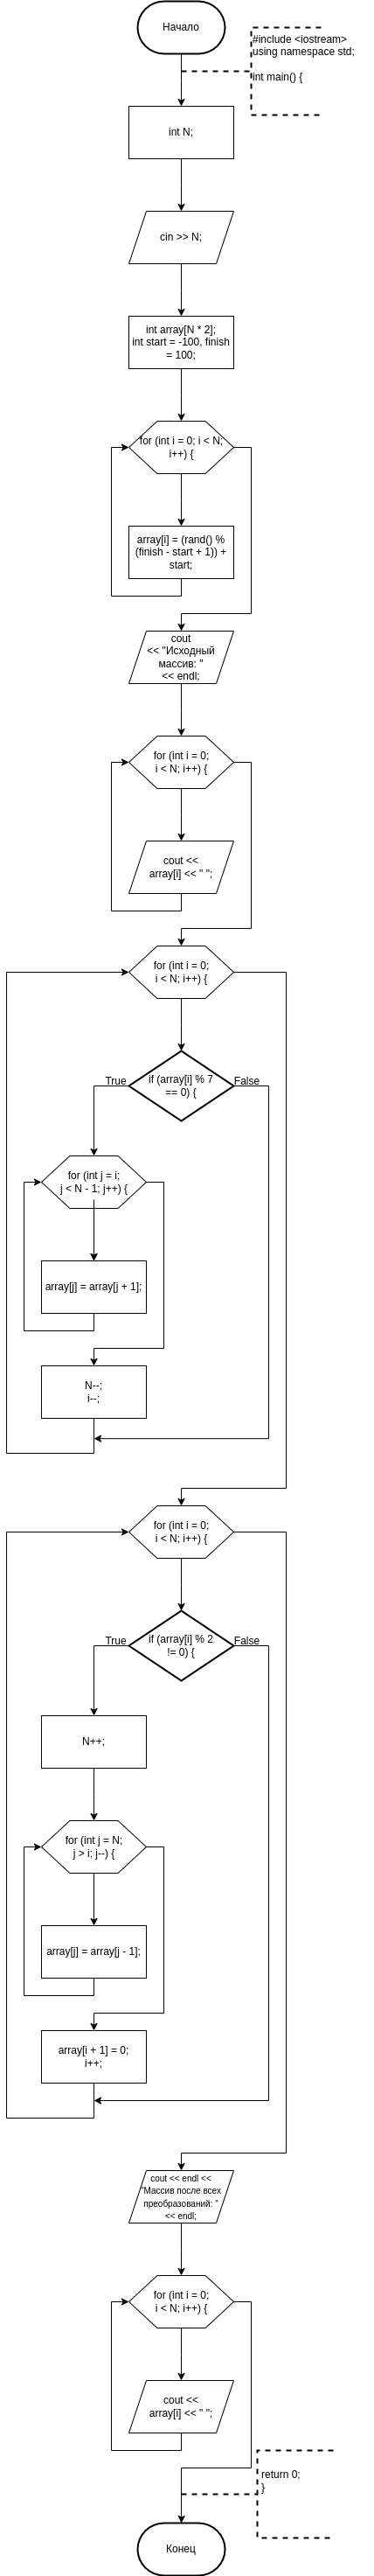 Начало
#include <iostream>
using namespace std;
int main() {
int N;
cin >> N;
int array[N * 2];
int start = -100, finish
= 100;
for (int i = 0; i < N;
i++) {
array[i] = (rand() %
(finish - start + 1)) +
start;
cout
<< "Исходный
массив: "
<< endl;
for (int i = 0;
i < N; i++) {
cout <<
array[i] << " ";
for (int i = 0;
i < N; i++) {
if (array[i] % 7
== 0) {
True
False
for (int j = i;
j < N - 1; j++) {
array[j] = array[j + 1];
N--;
i--;
for (int i = 0;
i < N; i++) {
if (array[i] % 2
!= 0) {
True
False
N++;
for (int j = N;
j > i; j--) {
array[j] = array[j - 1];
array[i + 1] = 0;
i++;
cout << endl <<
"Массив после всех
преобразований: "
<< endl;
for (int i = 0;
i < N; i++) {
cout <<
array[i] << " ";
return 0;
}
Конец